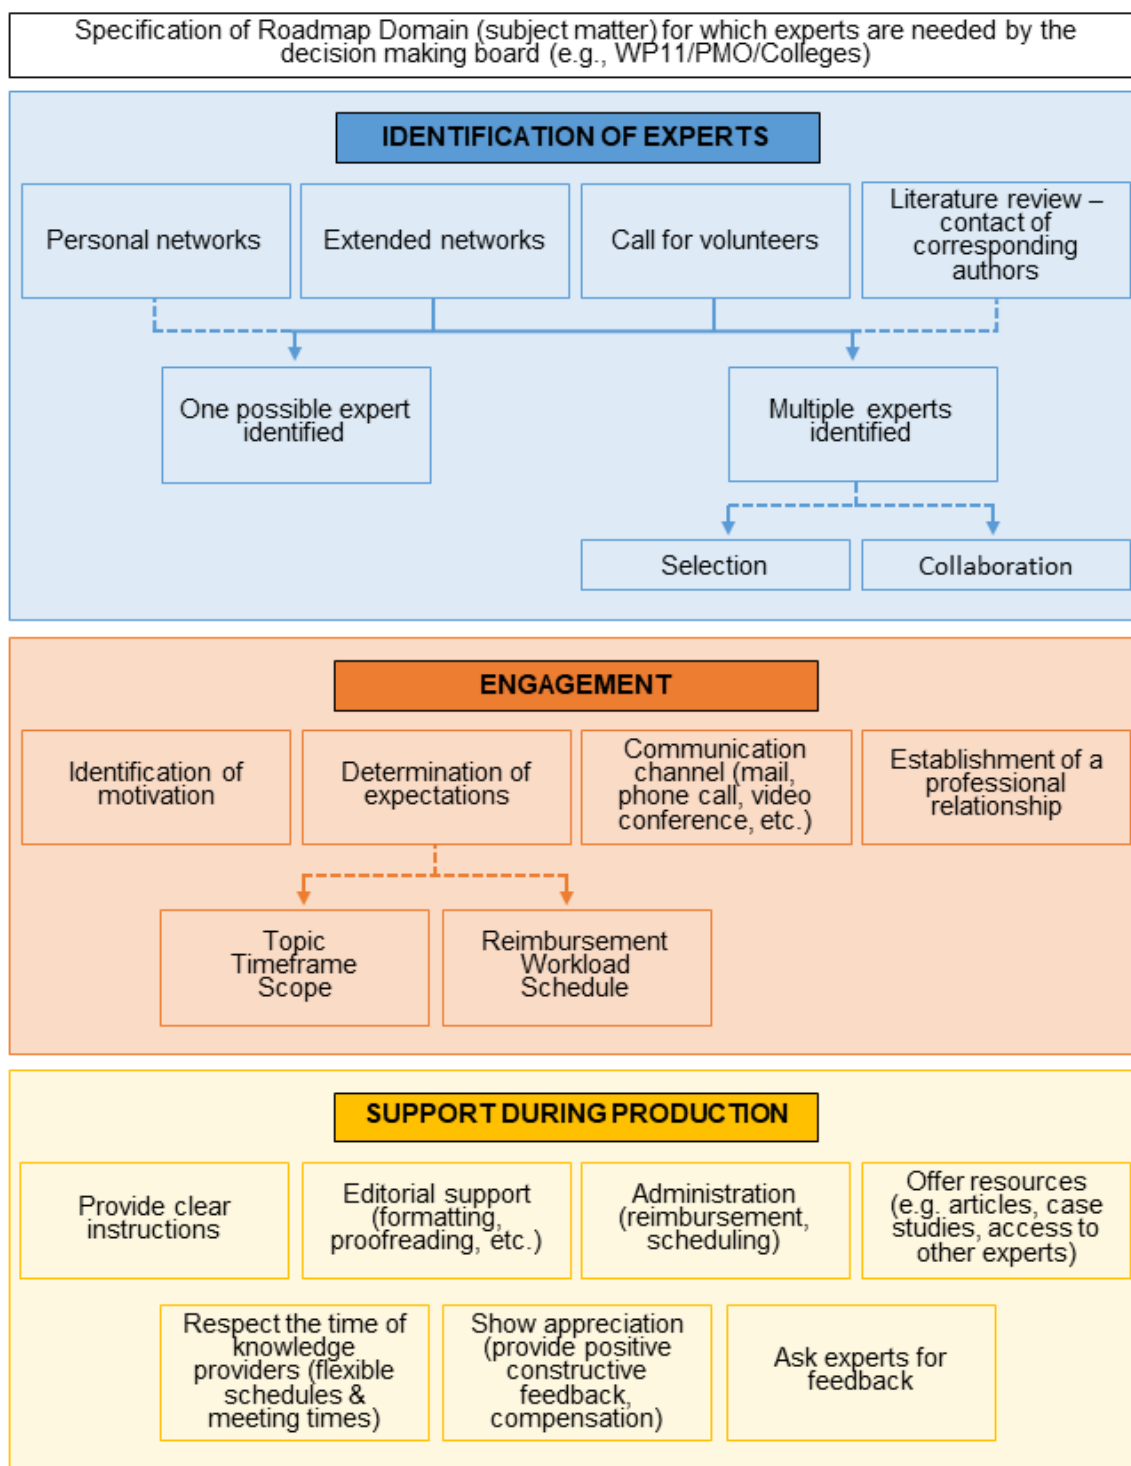 Specification of Roadmap Domain (subject matter) for which experts are needed by the
decision making board (e.g., WP11/PMO/Colleges)
IDENTIFICATION OF EXPERTS
Personal networks
Extended networks
Call for volunteers
Literature review –
contact of
corresponding
authors
One possible expert
identified
Multiple experts
identified
Selection
Collaboration
ENGAGEMENT
Identification of
motivation
Determination of
expectations
Communication
channel (mail,
phone call, video
conference, etc.)
Establishment of a
professional
relationship
Topic
Timeframe
Scope
Reimbursement
Workload
Schedule
SUPPORT DURING PRODUCTION
Provide clear
instructions
Editorial support
(formatting,
proofreading, etc.)
Administration
(reimbursement,
scheduling)
Offer resources
(e.g. articles, case
studies, access to
other experts)
Respect the time of
knowledge
providers (flexible
schedules &
meeting times)
Show appreciation
(provide positive
constructive
feedback,
compensation)
Ask experts for
feedback